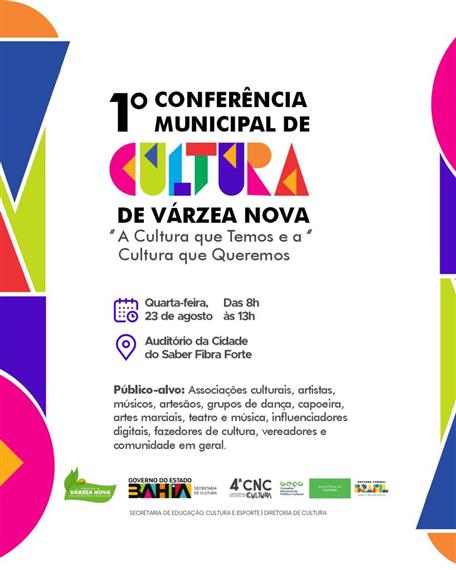 1º CONFERÊNCIA
MUNICIPAL DE
CULTURA
DE VÁRZEA NOVA
"A Cultura que Temos e a"
Cultura que Queremos
Quarta-feira, Das 8h
23 de agosto às 13h
Auditório da Cidade
do Saber Fibra Forte
Público-alvo: Associações culturais, artistas,
músicos, artesãos, grupos de dança, capoeira,
artes marciais, teatro e música, influenciadores
digitais, fazedores de cultura, vereadores e
comunidade em geral.
VÁRZEA NOVA
GOVERNO DO ESTADO
BAHIA
SECRETARIA
DE CULTURA
4ª CNC
CULTURA
GOVERNO FEDERAL
BRASIL
SECRETARIA DE EDUCAÇÃO, CULTURA E ESPORTE | DIRETORIA DE CULTURA